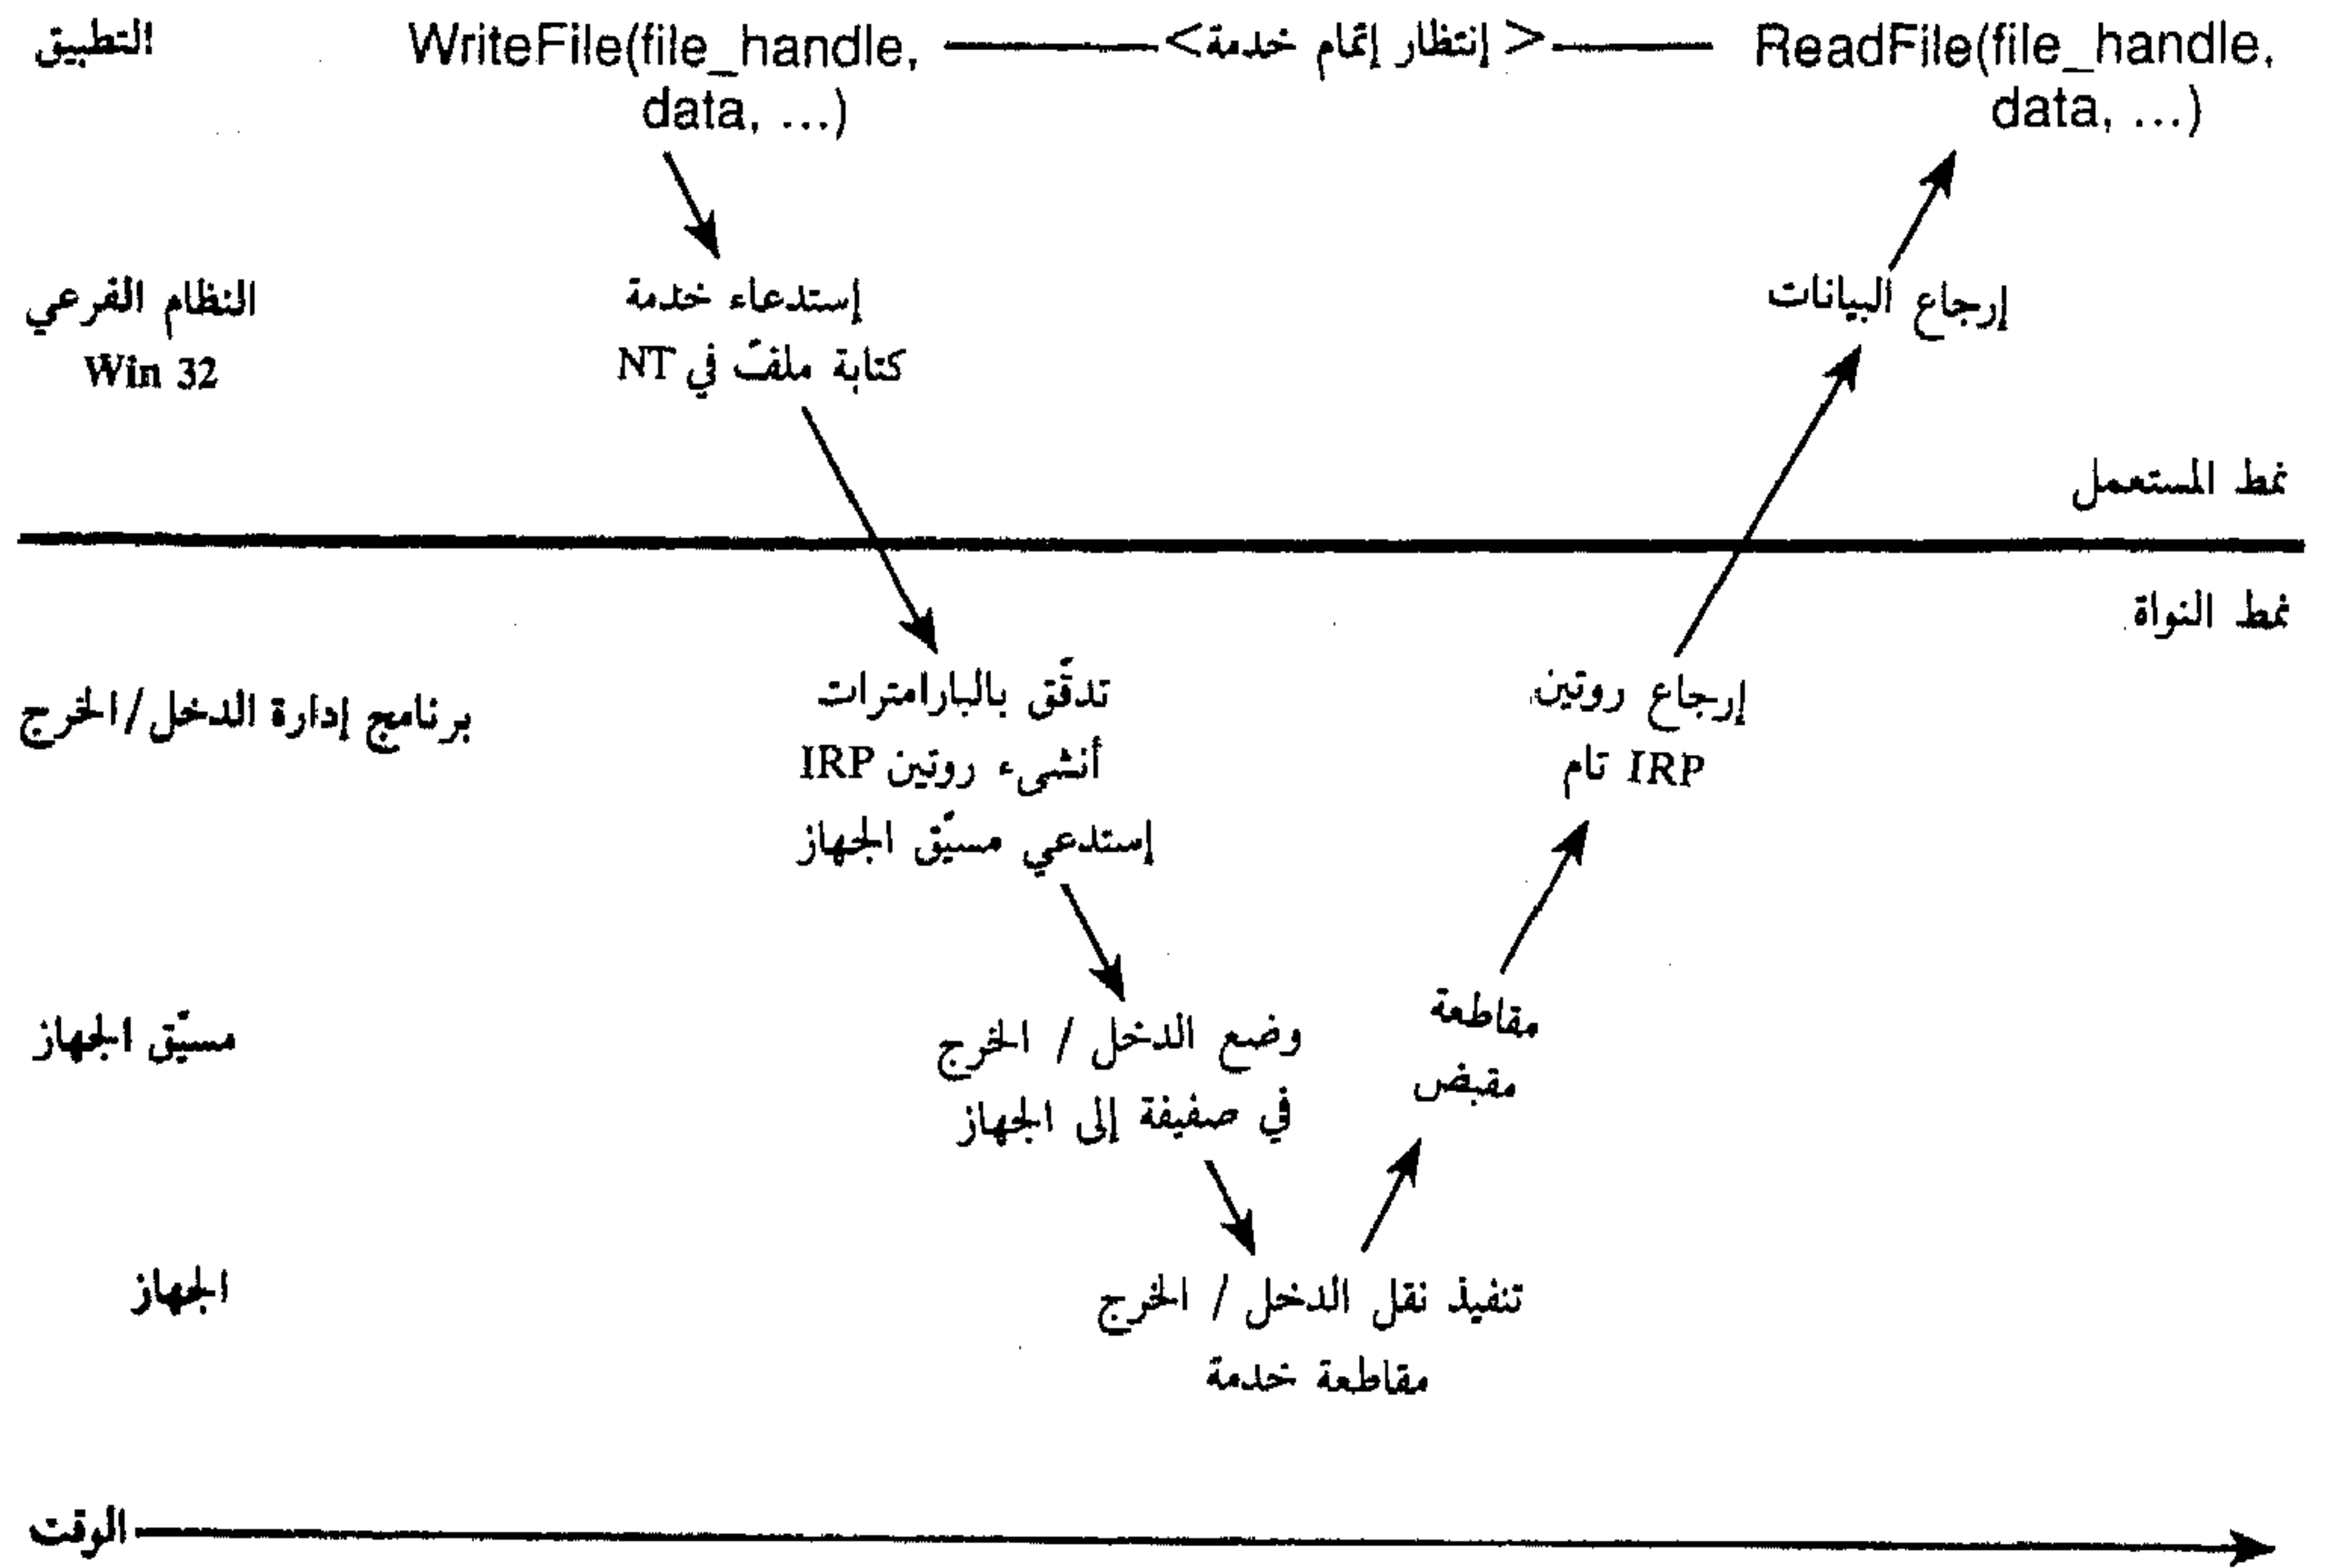 التطبيق
WriteFile(file_handle,
data, ...)
<إنتظار إتمام خدمة>
ReadFile(file_handle,
data, ...)
النظام الفرعي
Win 32
إستدعاء خدمة
كتابة ملفّ في NT
إرجاع البيانات
نمط المستعمل
نمط النواة
برنامج إدارة الدخل/الخرج
تدقّق بالبارامترات
أنشىء روتين IRP
إستدعي مسيّق الجهاز
إرجاع روتين
IRP تام
مسيّق الجهاز
وضع الدخل / الخرج
في صفيفة إلى الجهاز
مقاطعة
مقبض
الجهاز
تنفيذ نقل الدخل / الخرج
مقاطعة خدمة
الوقت